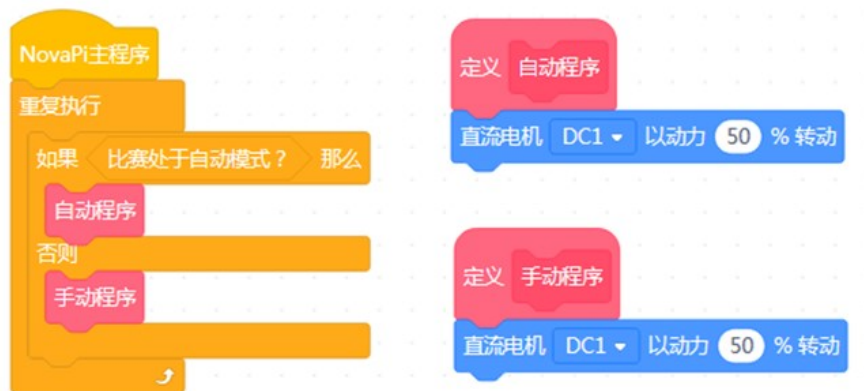 NovaPi主程序
重复执行
如果 比赛处于自动模式? 那么
自动程序
否则
手动程序
定义 自动程序
直流电机 DC1 以动力 50 % 转动
定义 手动程序
直流电机 DC1 以动力 50 % 转动